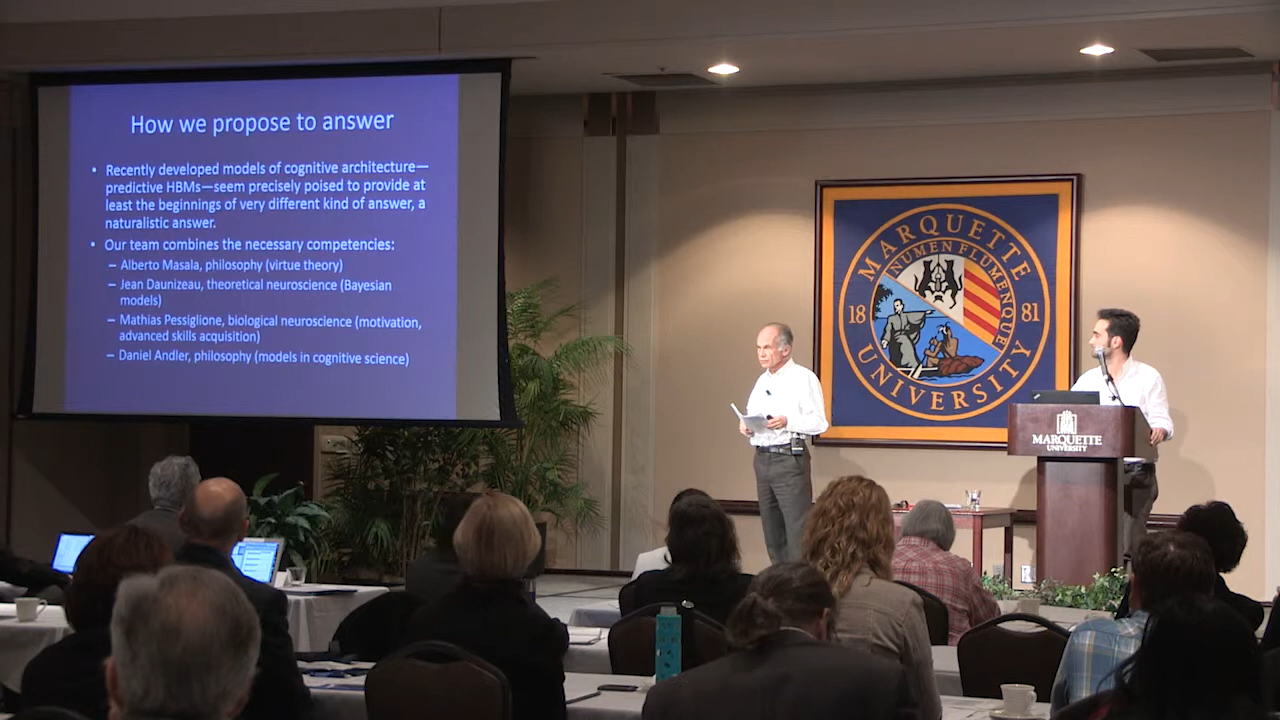 How we propose to answer
• Recently developed models of cognitive architecture—
predictive HBMs—seem precisely poised to provide at
least the beginnings of very different kind of answer, a
naturalistic answer.
• Our team combines the necessary competencies:
– Alberto Masala, philosophy (virtue theory)
– Jean Daunizeau, theoretical neuroscience (Bayesian
models)
– Mathias Pessiglione, biological neuroscience (motivation,
advanced skills acquisition)
– Daniel Andler, philosophy (models in cognitive science)
MARQUETTE
NUMEN FLUMENQUE
18 81
UNIVERSITY
MARQUETTE
UNIVERSITY